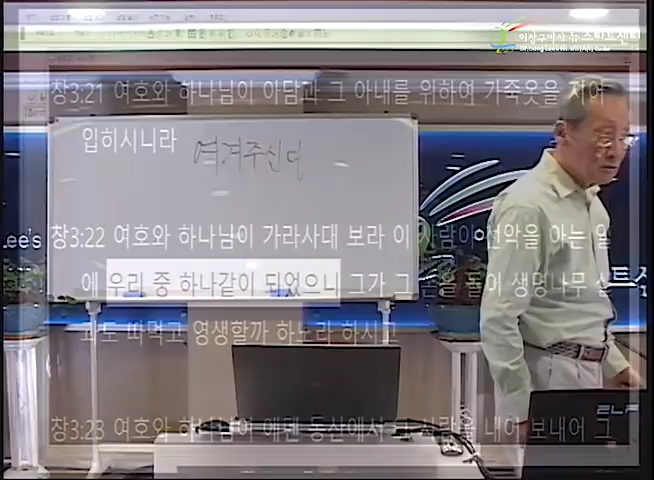 이상구박사 뉴스타트센터
창3:21 여호와 하나님이 아담과 그 아내를 위하여 가죽옷을 지어
입히시니라
여겨주신다
창3:22 여호와 하나님이 가라사대 보라 이 사람이 선악을 아는 일
에 우리 중 하나같이 되었으니 그가 그 손을 들어 생명나무 실
과도 따먹고 영생할까 하노라 하시고
Lee's
창3:23 여호와 하나님이 에덴 동산에서 그 사람을 내어 보내어 그
ELF